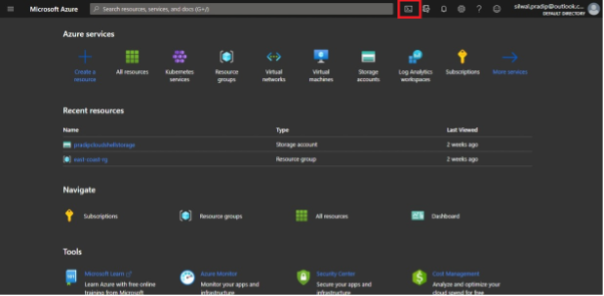 Microsoft Azure
Search resources, services, and docs (G+/)
silwal.pradip@outlook.c...
DEFAULT DIRECTORY
Azure services
Create a resource
All resources
Kubernetes services
Resource groups
Virtual networks
Virtual machines
Storage accounts
Log Analytics workspaces
Subscriptions
More services
Recent resources
Name Type Last Viewed
pradipcloudshellstorage Storage account 2 weeks ago
east-coast-rg Resource group 2 weeks ago
Navigate
Subscriptions Resource groups All resources Dashboard
Tools
Microsoft Learn
Learn Azure with free online
training from Microsoft
Azure Monitor
Monitor your apps and
infrastructure
Security Center
Secure your apps and
infrastructure
Cost Management
Analyze and optimize your
cloud spend for free